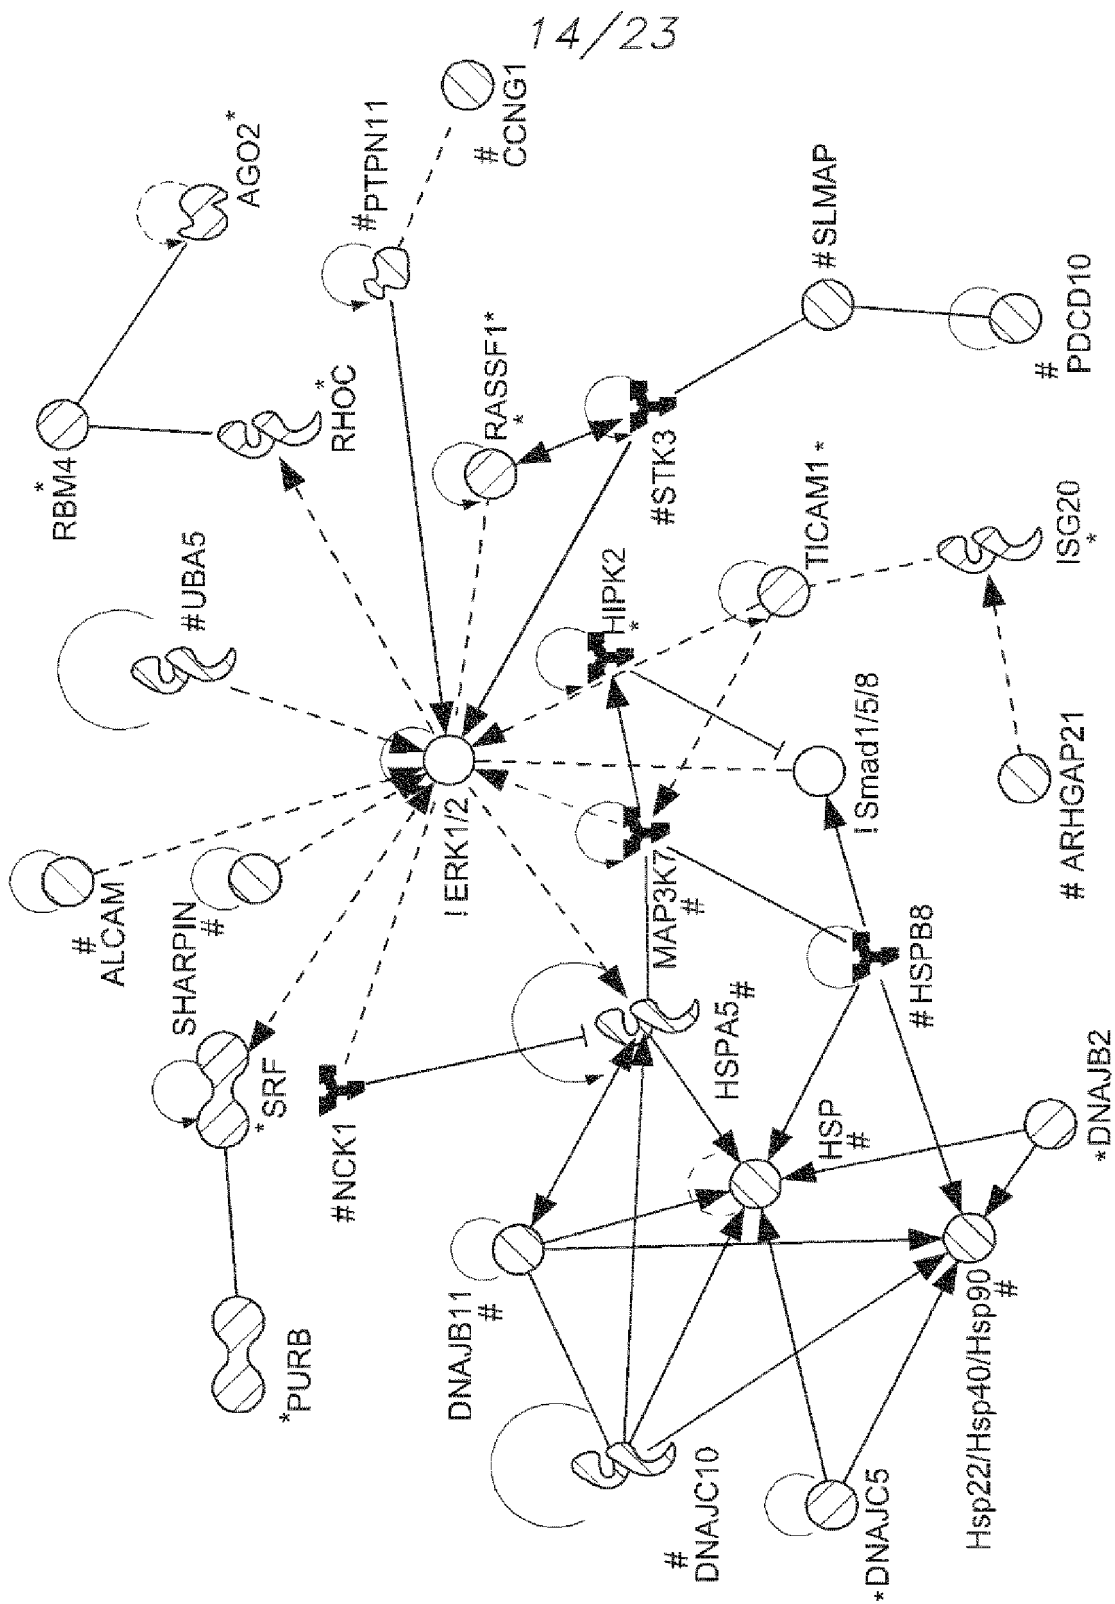 14/23
RBM4*
AGO2*
RHOC*
#PTPN11
#CCNG1
#UBA5
RASSF1*
*
#STK3
#SLMAP
#PDCD10
#ALCAM
SHARPIN
#
!ERK1/2
HIPK2
*
TICAM1*
ISG20
*
*SRF
*PURB
#NCK1
MAP3K7
#
!Smad1/5/8
#ARHGAP21
HSPA5#
#HSPB8
DNAJB11
#
HSP
#
*DNAJB2
#DNAJC10
*DNAJC5
Hsp22/Hsp40/Hsp90
#